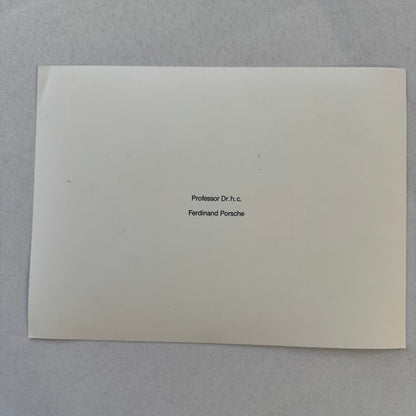 Professor Dr. h. c.
Ferdinand Porsche